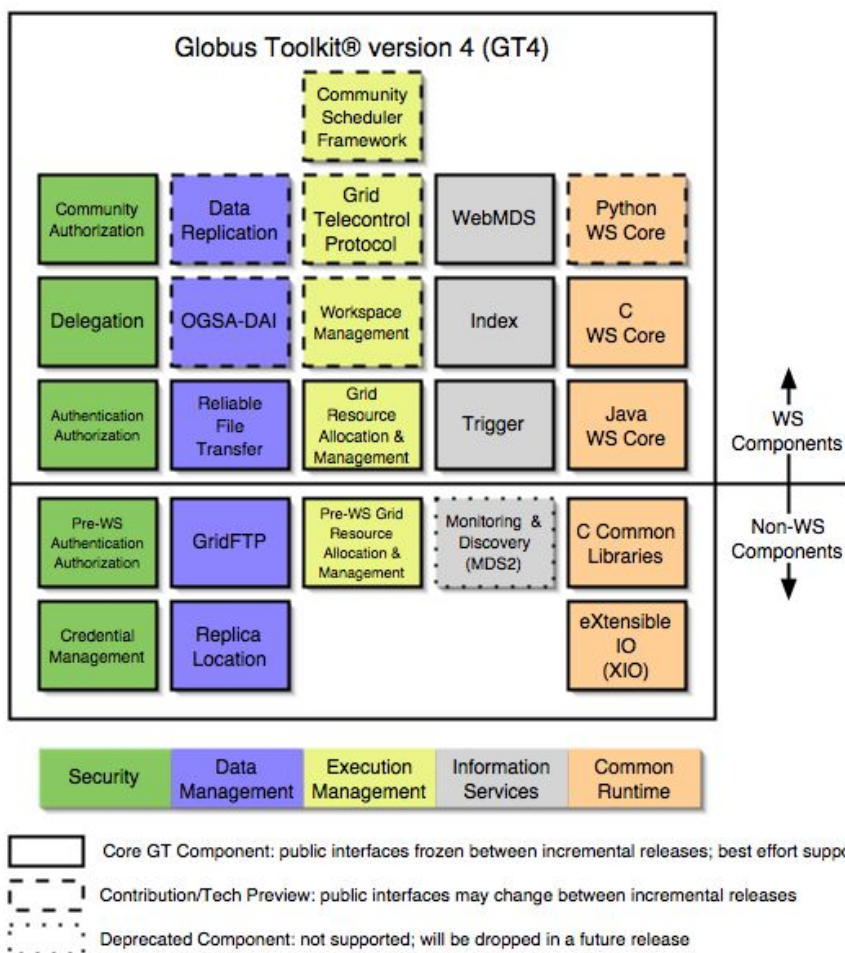 Globus Toolkit® version 4 (GT4)
Community
Scheduler
Framework
Community
Authorization
Data
Replication
Grid
Telecontrol
Protocol
WebMDS
Python
WS Core
Delegation
OGSA-DAI
Workspace
Management
Index
C
WS Core
Authentication
Authorization
Reliable
File
Transfer
Grid
Resource
Allocation &
Management
Trigger
Java
WS Core
WS
Components
Non-WS
Components
Pre-WS
Authentication
Authorization
GridFTP
Pre-WS Grid
Resource
Allocation &
Management
Monitoring &
Discovery
(MDS2)
C Common
Libraries
Credential
Management
Replica
Location
eXtensible
IO
(XIO)
Security
Data
Management
Execution
Management
Information
Services
Common
Runtime
Core GT Component: public interfaces frozen between incremental releases; best effort suppo
Contribution/Tech Preview: public interfaces may change between incremental releases
Deprecated Component: not supported; will be dropped in a future release